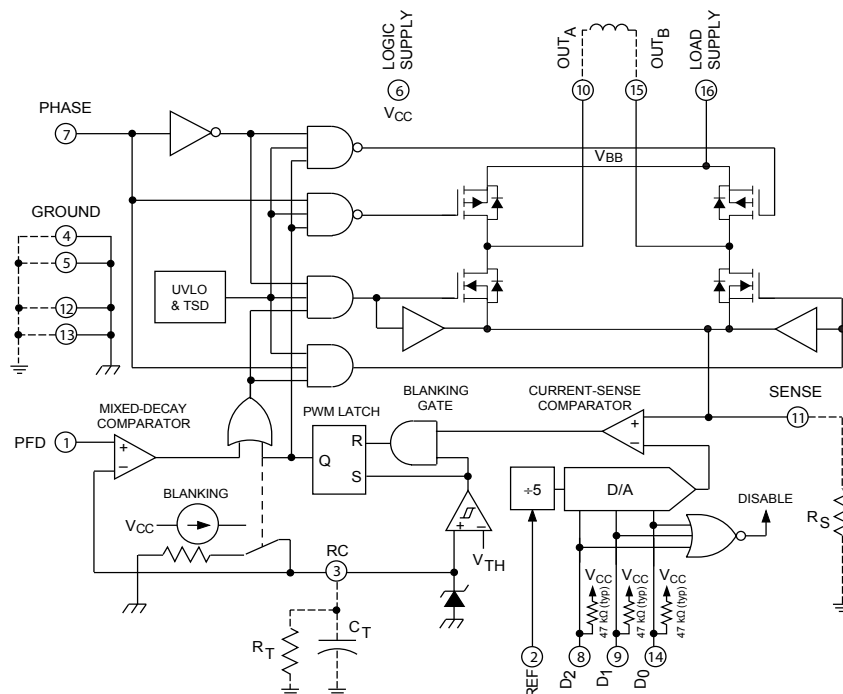 LOGIC
SUPPLY
6
VCC
OUTA
10
OUTB
15
LOAD
SUPPLY
16
PHASE
7
VBB
GROUND
4
5
12
13
UVLO
& TSD
MIXED-DECAY
COMPARATOR
PFD
1
+
−
PWM LATCH
Q
R
S
BLANKING
GATE
CURRENT-SENSE
COMPARATOR
+
−
SENSE
11
RS
BLANKING
VCC
RC
3
RT
CT
+
−
VTH
÷5
D/A
DISABLE
VCC
47 kΩ (typ)
VCC
47 kΩ (typ)
VCC
47 kΩ (typ)
2
REF
8
D2
9
D1
14
D0